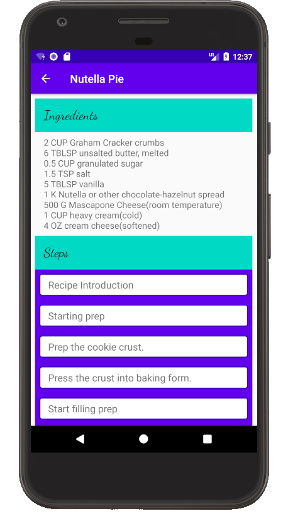 12:37
Nutella Pie
Ingredients
2 CUP Graham Cracker crumbs
6 TBLSP unsalted butter, melted
0.5 CUP granulated sugar
1.5 TSP salt
5 TBLSP vanilla
1 K Nutella or other chocolate-hazelnut spread
500 G Mascapone Cheese(room temperature)
1 CUP heavy cream(cold)
4 OZ cream cheese(softened)
Steps
Recipe Introduction
Starting prep
Prep the cookie crust.
Press the crust into baking form.
Start filling prep